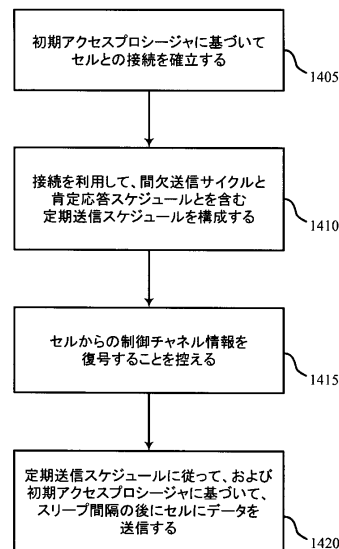 初期アクセスプロシージャに基づいて
セルとの接続を確立する
1405
接続を利用して、間欠送信サイクルと
肯定応答スケジュールとを含む
定期送信スケジュールを構成する
1410
セルからの制御チャネル情報を
復号することを控える
1415
定期送信スケジュールに従って、および
初期アクセスプロシージャに基づいて、
スリープ間隔の後にセルにデータを
送信する
1420